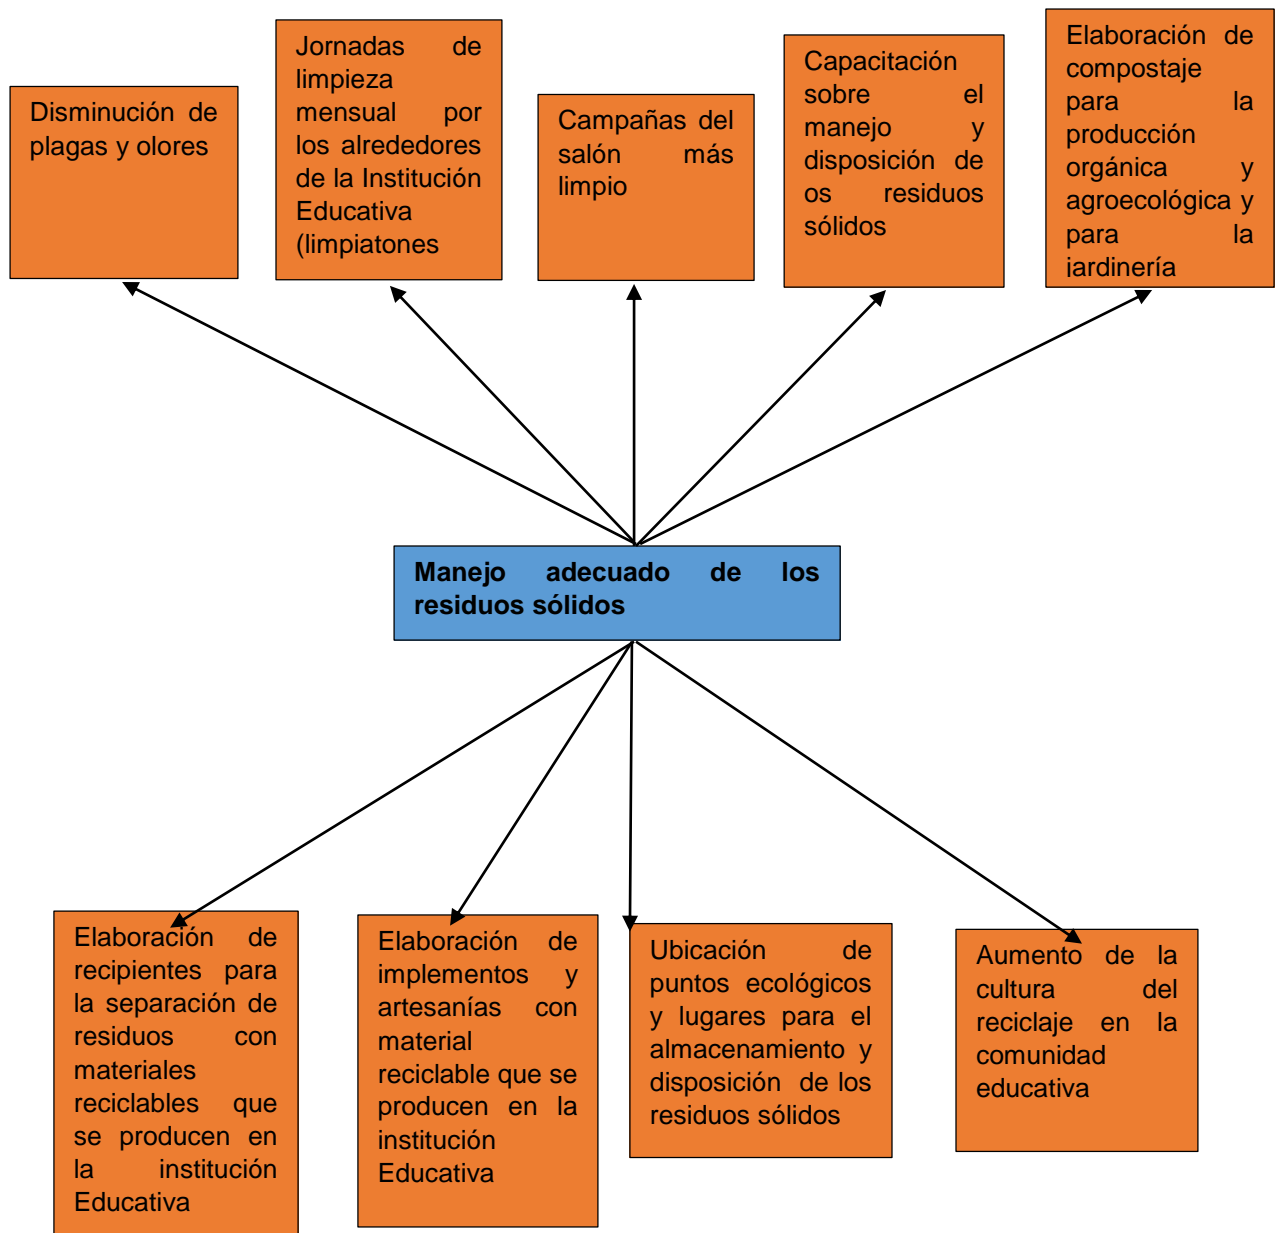 Disminución de
plagas y olores
Jornadas de
limpieza
mensual por
los alrededores
de la Institución
Educativa
(limpiatones
Campañas del
salón más
limpio
Capacitación
sobre el
manejo y
disposición de
os residuos
sólidos
Elaboración de
compostaje
para la
producción
orgánica y
agroecológica y
para la
jardinería
Manejo adecuado de los
residuos sólidos
Elaboración de
recipientes para
la separación de
residuos con
materiales
reciclables que
se producen en
la institución
Educativa
Elaboración de
implementos y
artesanías con
material
reciclable que se
producen en la
institución
Educativa
Ubicación de
puntos ecológicos
y lugares para el
almacenamiento y
disposición de los
residuos sólidos
Aumento de la
cultura del
reciclaje en la
comunidad
educativa